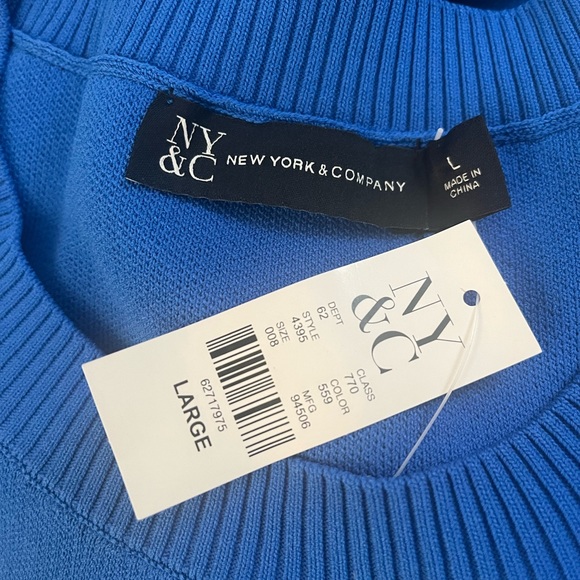 NY
&C
NEW YORK & COMPANY
L
MADE IN
CHINA
NY
&C
DEPT CLASS
62 770
STYLE COLOR
4395 559
SIZE MFG
008 94506
62717975
LARGE